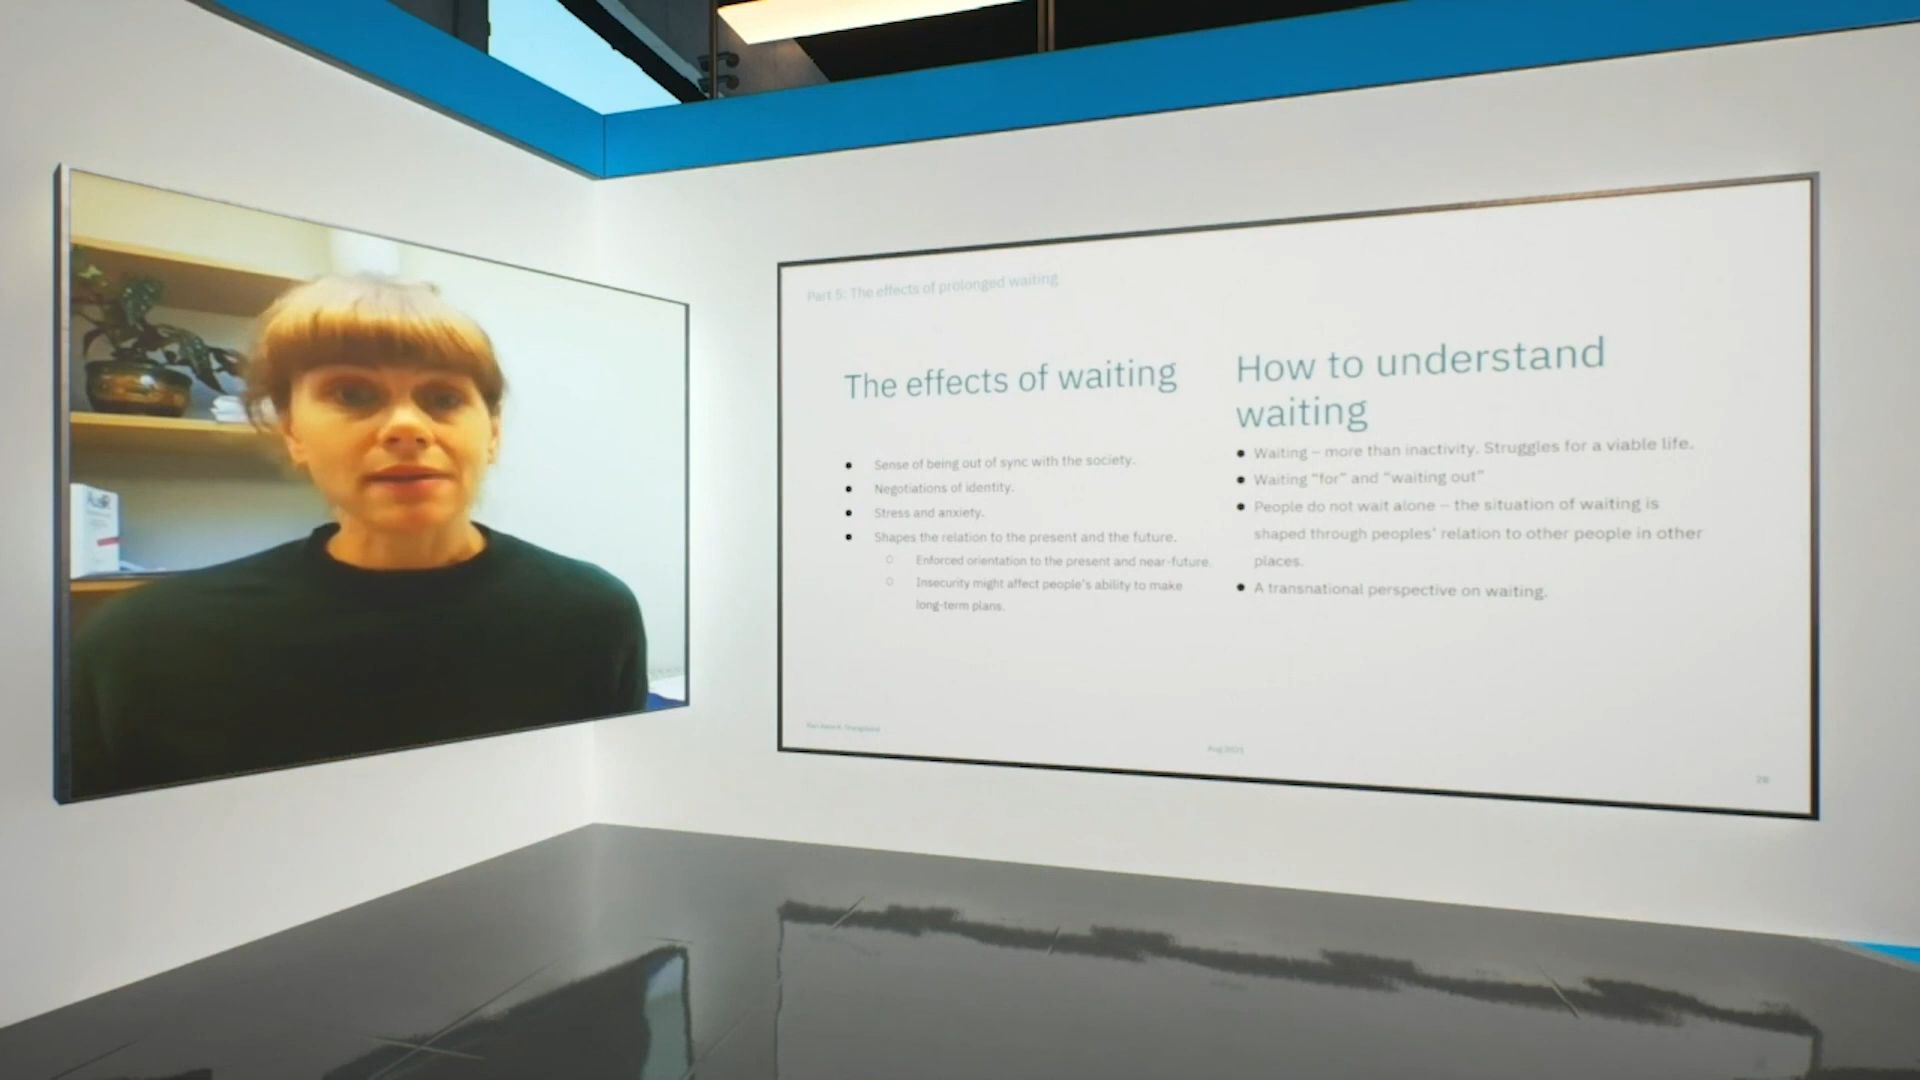 Part 5: The effects of prolonged waiting
The effects of waiting
● Sense of being out of sync with the society.
● Negotiations of identity.
● Stress and anxiety.
● Shapes the relation to the present and the future.
○ Enforced orientation to the present and near-future.
○ Insecurity might affect people's ability to make
long-term plans.
How to understand
waiting
● Waiting – more than inactivity. Struggles for a viable life.
● Waiting “for” and “waiting out”
● People do not wait alone – the situation of waiting is
shaped through peoples' relation to other people in other
places.
● A transnational perspective on waiting.
Aug 2021